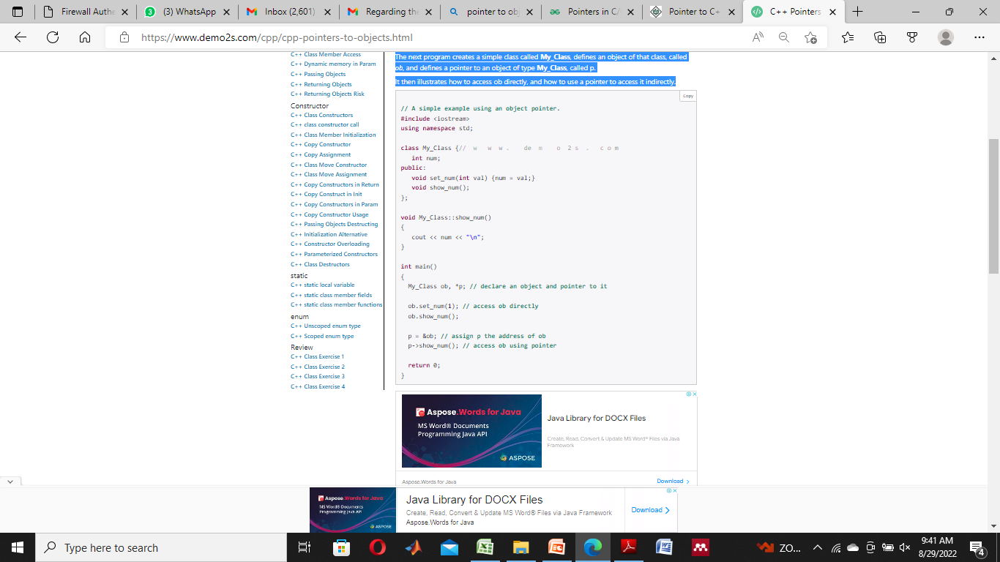 Firewall Authe
(3) WhatsApp
Inbox (2,601)
Regarding the
pointer to obj
Pointers in C/
Pointer to C+
C++ Pointers
https://www.demo2s.com/cpp/cpp-pointers-to-objects.html
C++ Class Member Access
C++ Dynamic memory in Param
C++ Passing Objects
C++ Returning Objects
C++ Returning Objects Risk
Constructor
C++ Class Constructors
C++ class constructor call
C++ Class Member Initialization
C++ Copy Constructor
C++ Copy Assignment
C++ Class Move Constructor
C++ Class Move Assignment
C++ Copy Constructors in Return
C++ Copy Construct in Init
C++ Copy Constructors in Param
C++ Copy Constructor Usage
C++ Passing Objects Destructing
C++ Initialization Alternative
C++ Constructor Overloading
C++ Parameterized Constructors
C++ Class Destructors
static
C++ static local variable
C++ static class member fields
C++ static class member functions
enum
C++ Unscoped enum type
C++ Scoped enum type
Review
C++ Class Exercise 1
C++ Class Exercise 2
C++ Class Exercise 3
C++ Class Exercise 4
The next program creates a simple class called My_Class, defines an object of that class, called
ob, and defines a pointer to an object of type My_Class, called p.
It then illustrates how to access ob directly, and how to use a pointer to access it indirectly.
Copy
// A simple example using an object pointer.
#include <iostream>
using namespace std;
class My_Class {// w w w . de m o 2 s . c o m
int num;
public:
void set_num(int val) {num = val;}
void show_num();
};
void My_Class::show_num()
{
cout << num << "\n";
}
int main()
{
My_Class ob, *p; // declare an object and pointer to it
ob.set_num(1); // access ob directly
ob.show_num();
p = &ob; // assign p the address of ob
p->show_num(); // access ob using pointer
return 0;
}
Aspose.Words for Java
MS Word® Documents
Programming Java API
ASPOSE
Java Library for DOCX Files
Create, Read, Convert & Update MS Word® Files via Java
Framework
Aspose.Words for Java
Download
Aspose.Words for Java
MS Word® Documents
Programming Java API
ASPOSE
Java Library for DOCX Files
Create, Read, Convert & Update MS Word® Files via Java Framework
Aspose.Words for Java
Download
Type here to search
ZO...
9:41 AM
8/29/2022
4